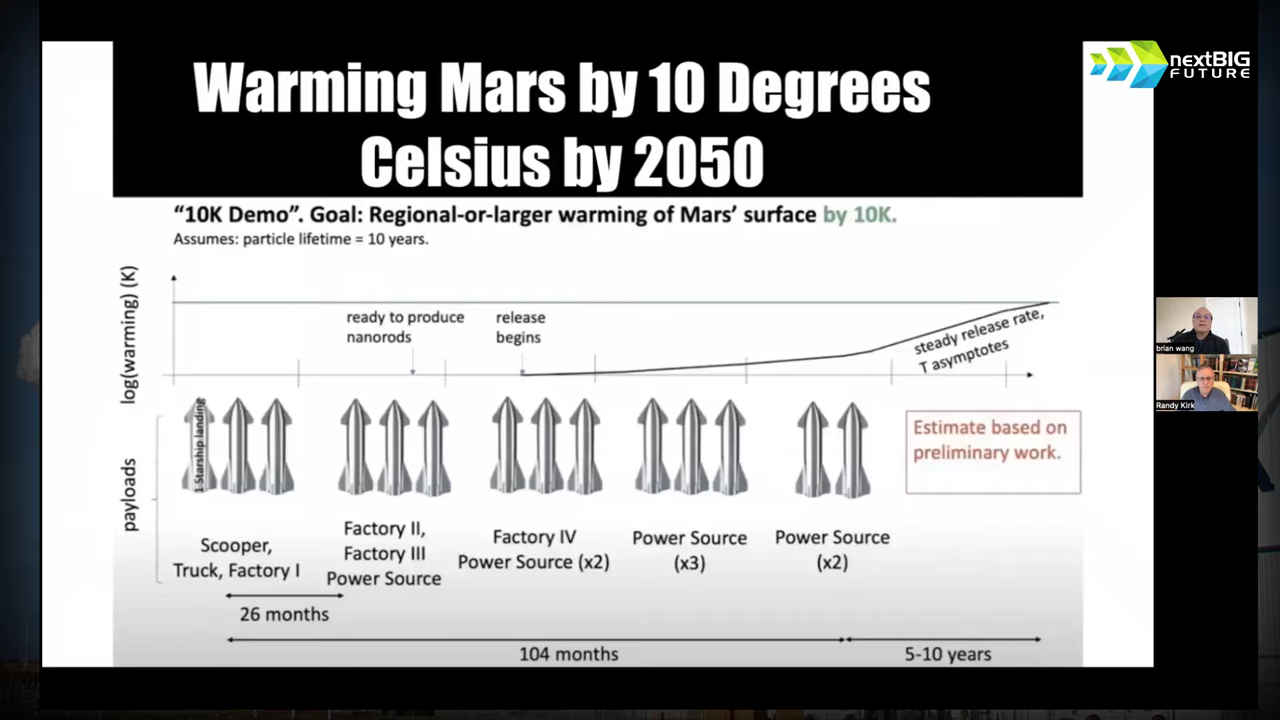 Warming Mars by 10 Degrees
Celsius by 2050
nextBIG
FUTURE
“10K Demo”. Goal: Regional-or-larger warming of Mars’ surface by 10K.
Assumes: particle lifetime = 10 years.
log(warming) (K)
ready to produce
nanorods
release
begins
steady release rate,
T asymptotes
payloads
1 Starship landing
Estimate based on
preliminary work.
Scooper,
Truck, Factory I
Factory II,
Factory III
Power Source
Factory IV
Power Source (x2)
Power Source
(x3)
Power Source
(x2)
26 months
104 months
5-10 years
brian wang
Randy Kirk